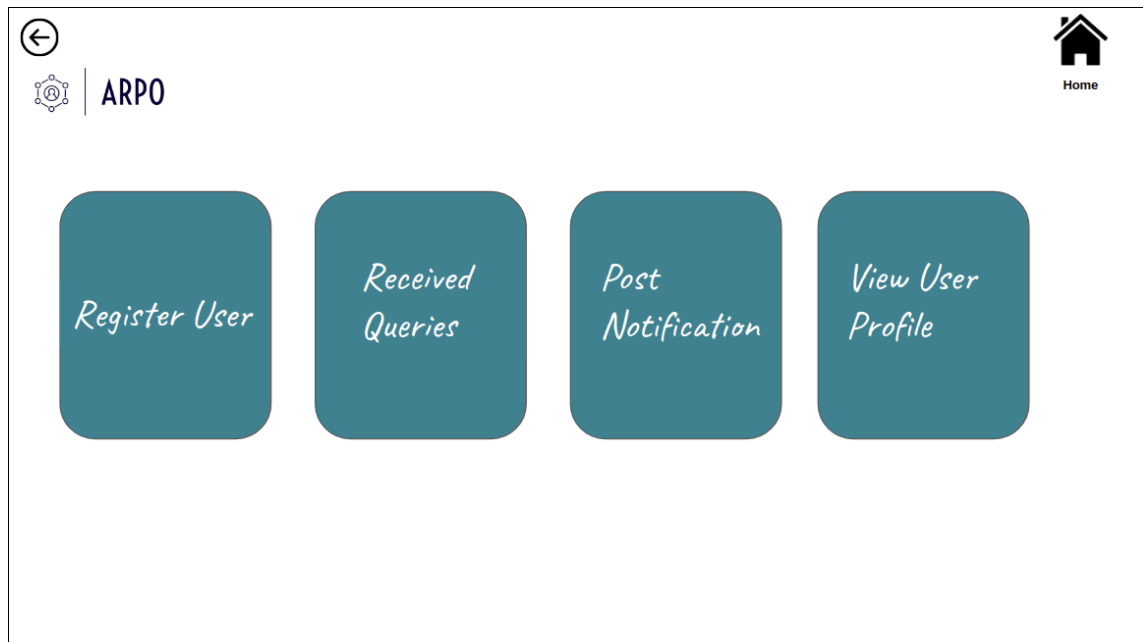 Home
ARPO
Register User
Received
Queries
Post
Notification
View User
Profile